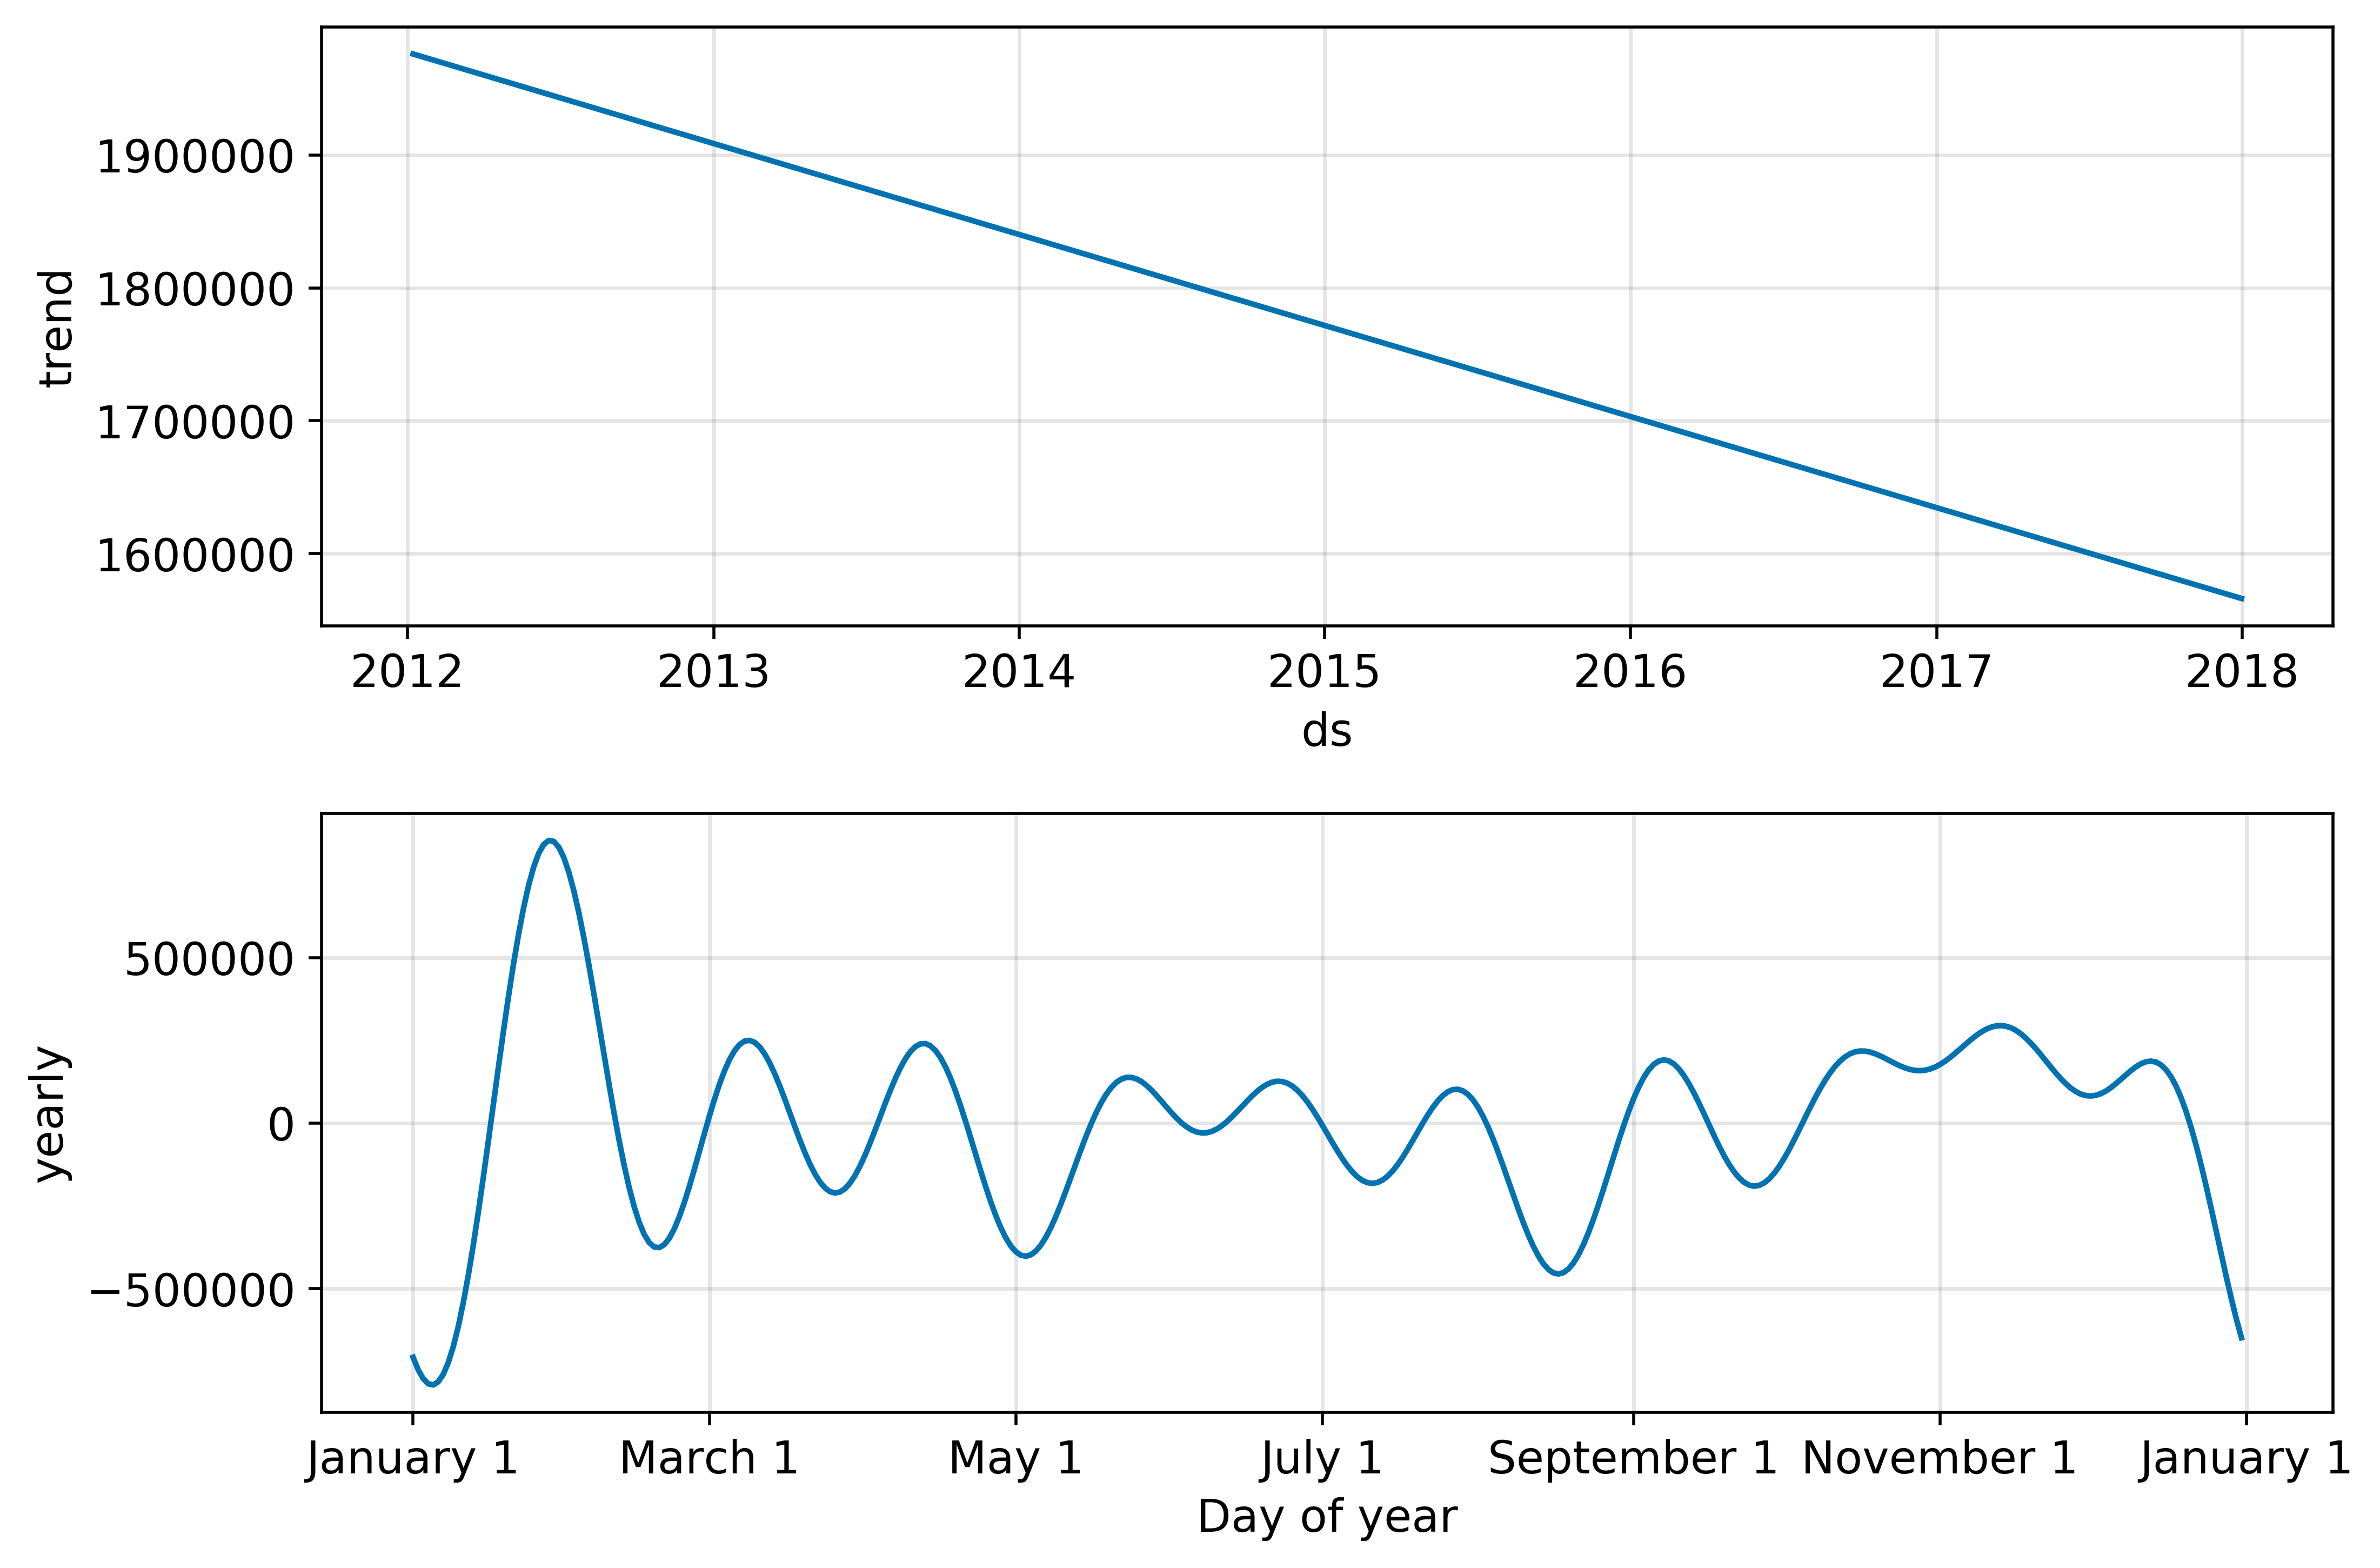 trend
1900000
1800000
1700000
1600000
2012 2013 2014 2015 2016 2017 2018
ds
yearly
500000
0
−500000
January 1 March 1 May 1 July 1 September 1 November 1 January 1
Day of year